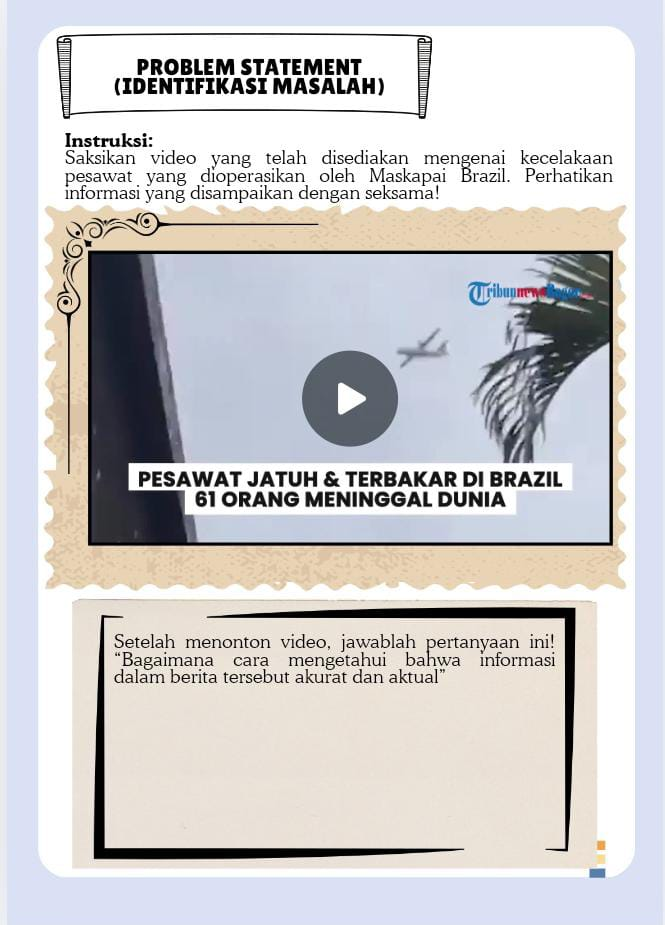 PROBLEM STATEMENT
(IDENTIFIKASI MASALAH)
Instruksi:
Saksikan video yang telah disediakan mengenai kecelakaan
pesawat yang dioperasikan oleh Maskapai Brazil. Perhatikan
informasi yang disampaikan dengan seksama!
TribunnewsBogor.com
PESAWAT JATUH & TERBAKAR DI BRAZIL
61 ORANG MENINGGAL DUNIA
Setelah menonton video, jawablah pertanyaan ini!
“Bagaimana cara mengetahui bahwa informasi
dalam berita tersebut akurat dan aktual”